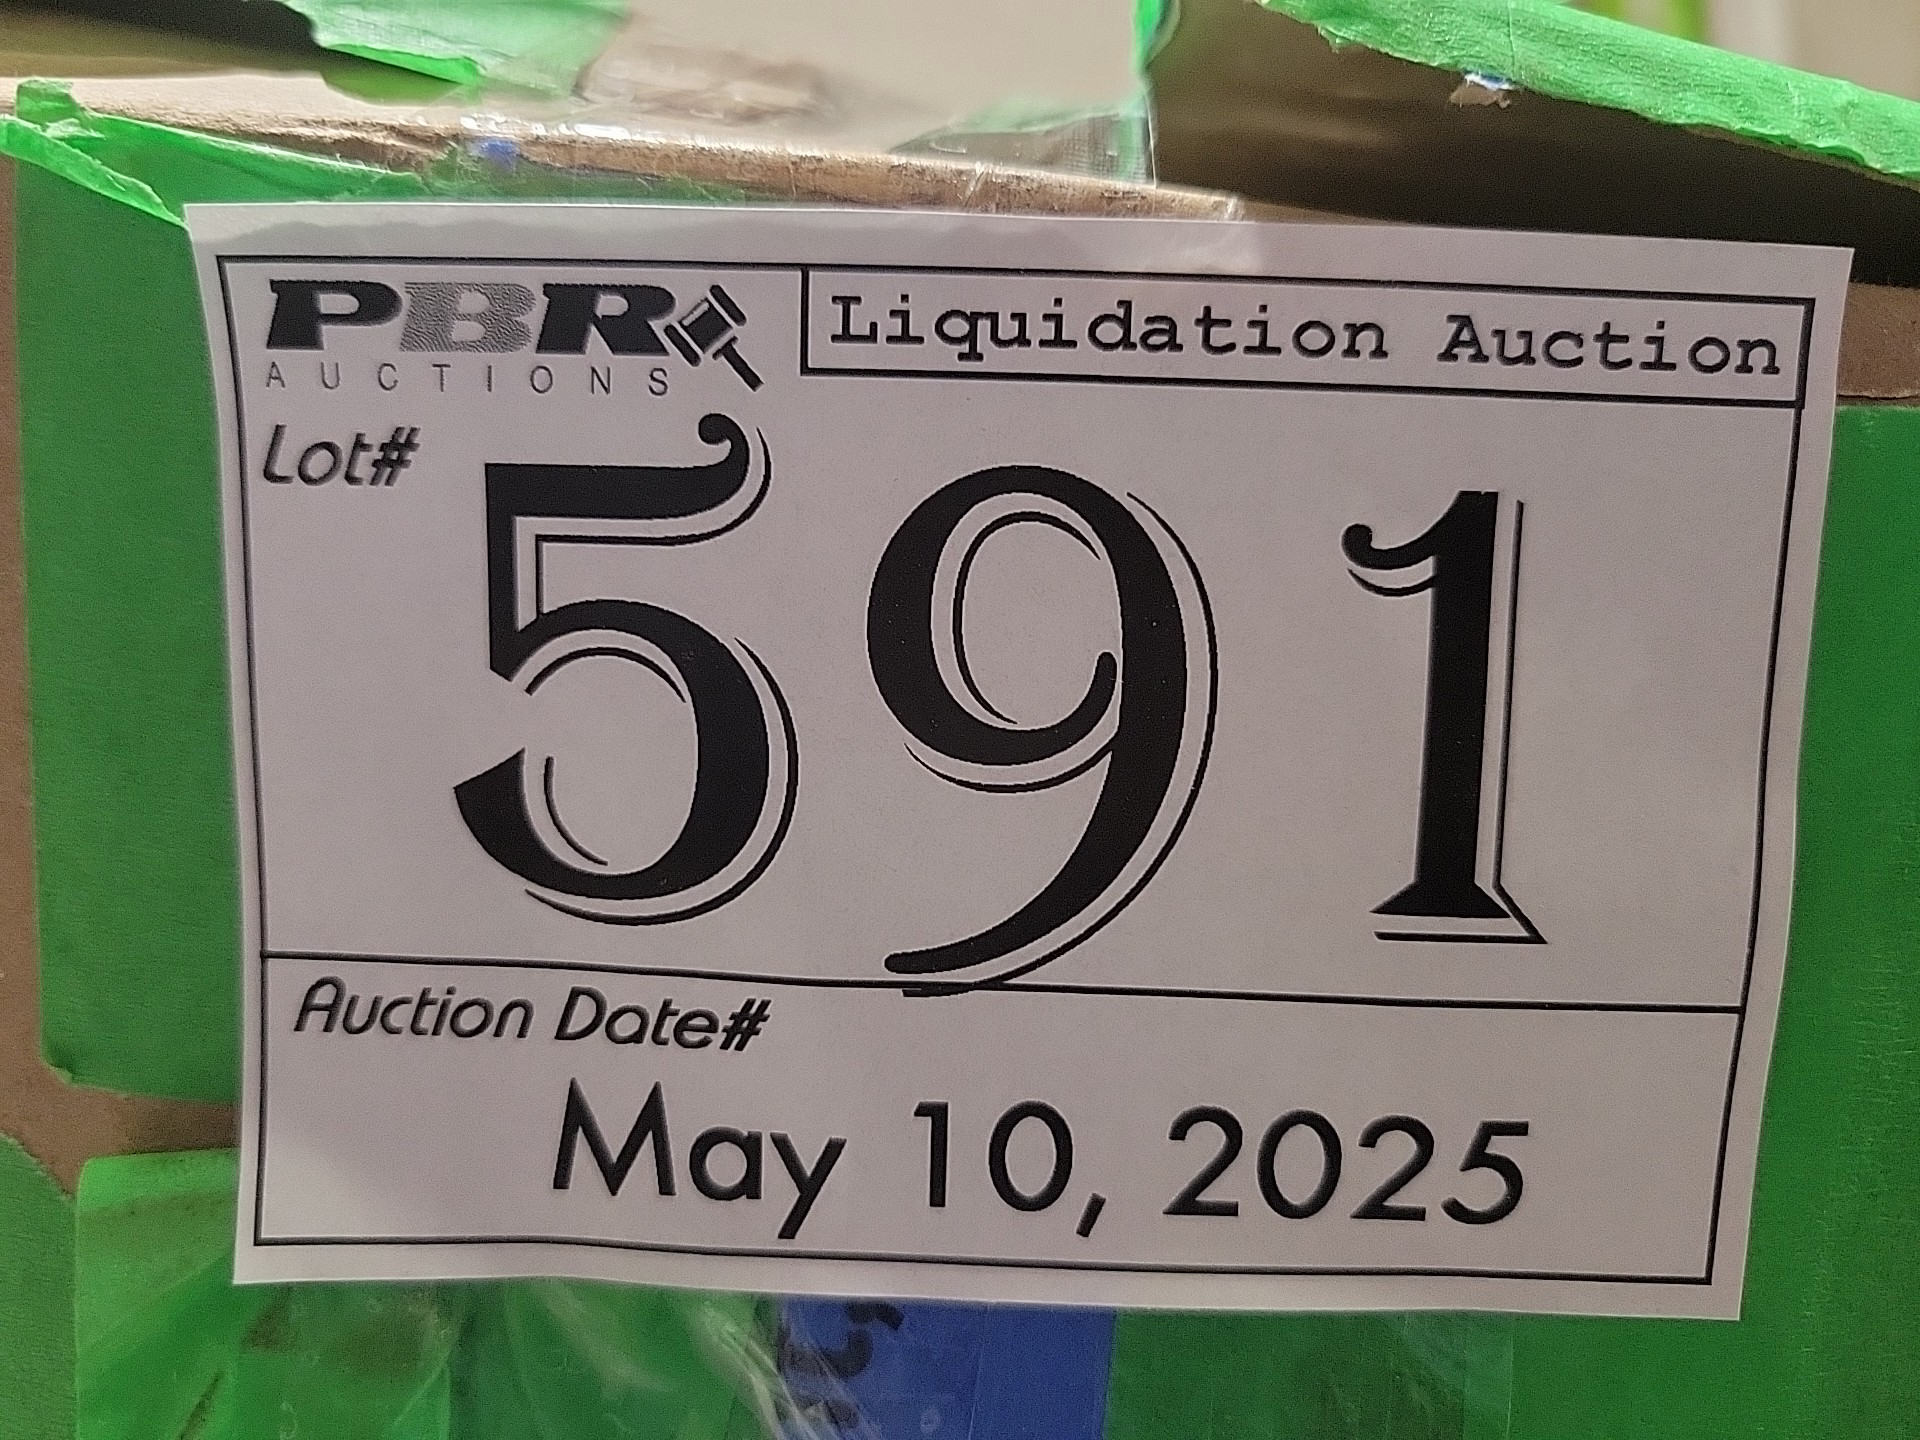 PBR
AUCTIONS
Liquidation Auction
Lot#
591
Auction Date#
May 10, 2025